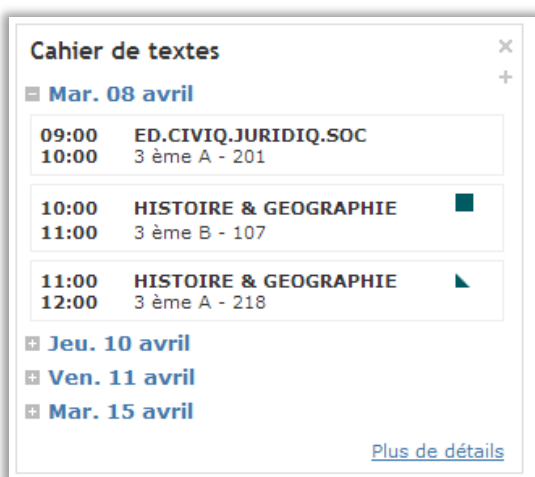 Cahier de textes
Mar. 08 avril
09:00 ED.CIVIQ.JURIDIQ.SOC
10:00 3 ème A - 201
10:00 HISTOIRE & GEOGRAPHIE
11:00 3 ème B - 107
11:00 HISTOIRE & GEOGRAPHIE
12:00 3 ème A - 218
Jeu. 10 avril
Ven. 11 avril
Mar. 15 avril
Plus de détails